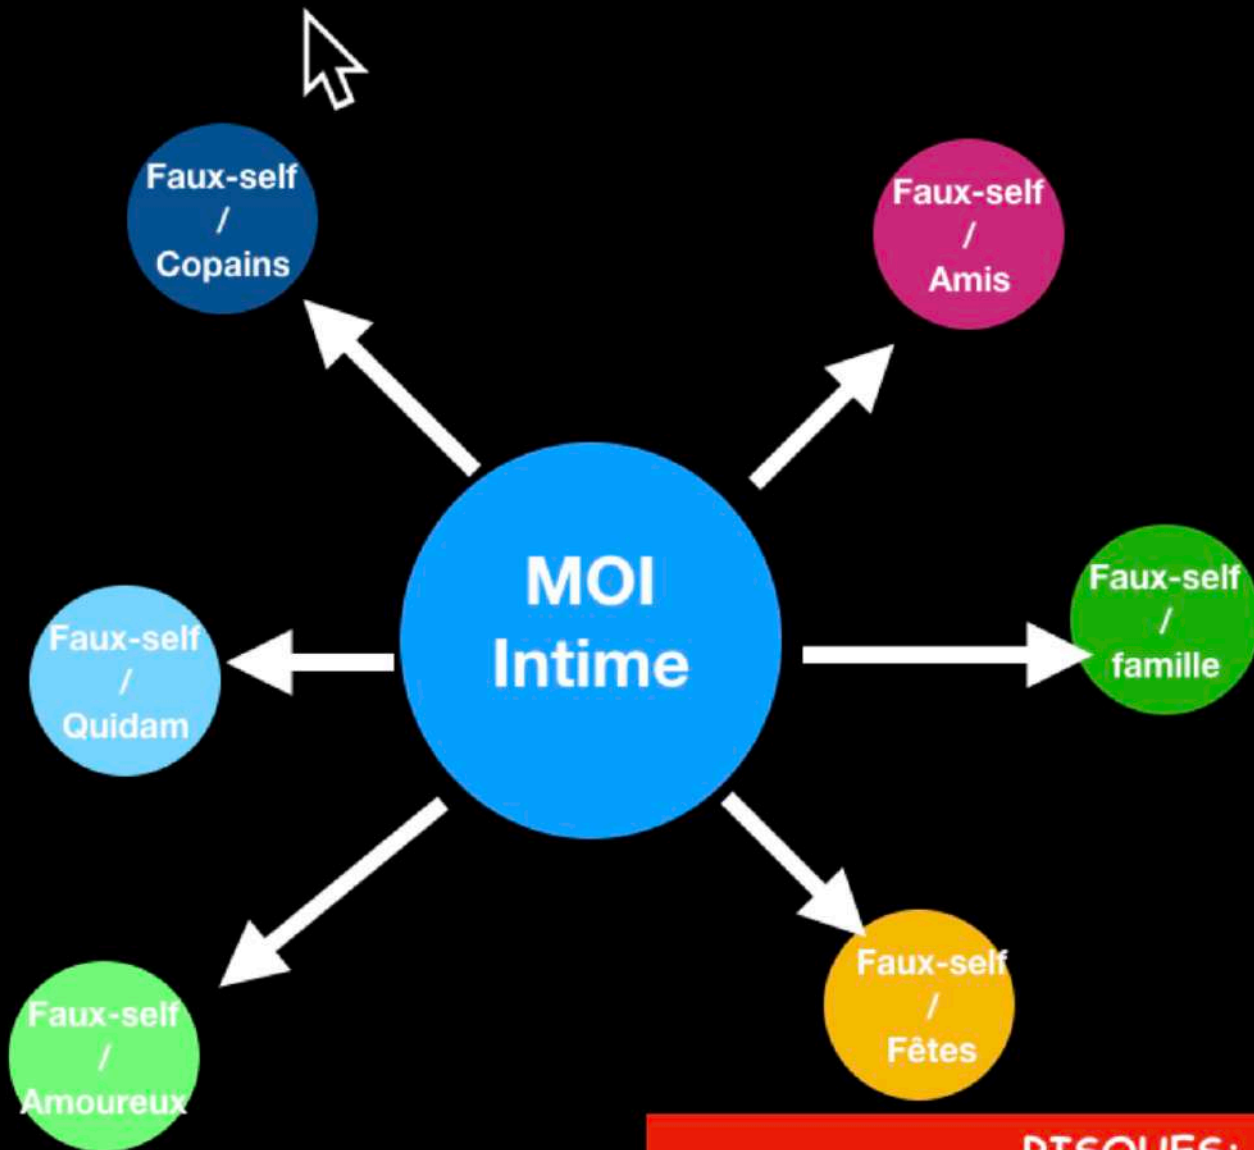 Faux-self
/
Copains
Faux-self
/
Amis
MOI
Intime
Faux-self
/
famille
Faux-self
/
Quidam
Faux-self
/
Fêtes
Faux-self
/
Amoureux
RISQUES: